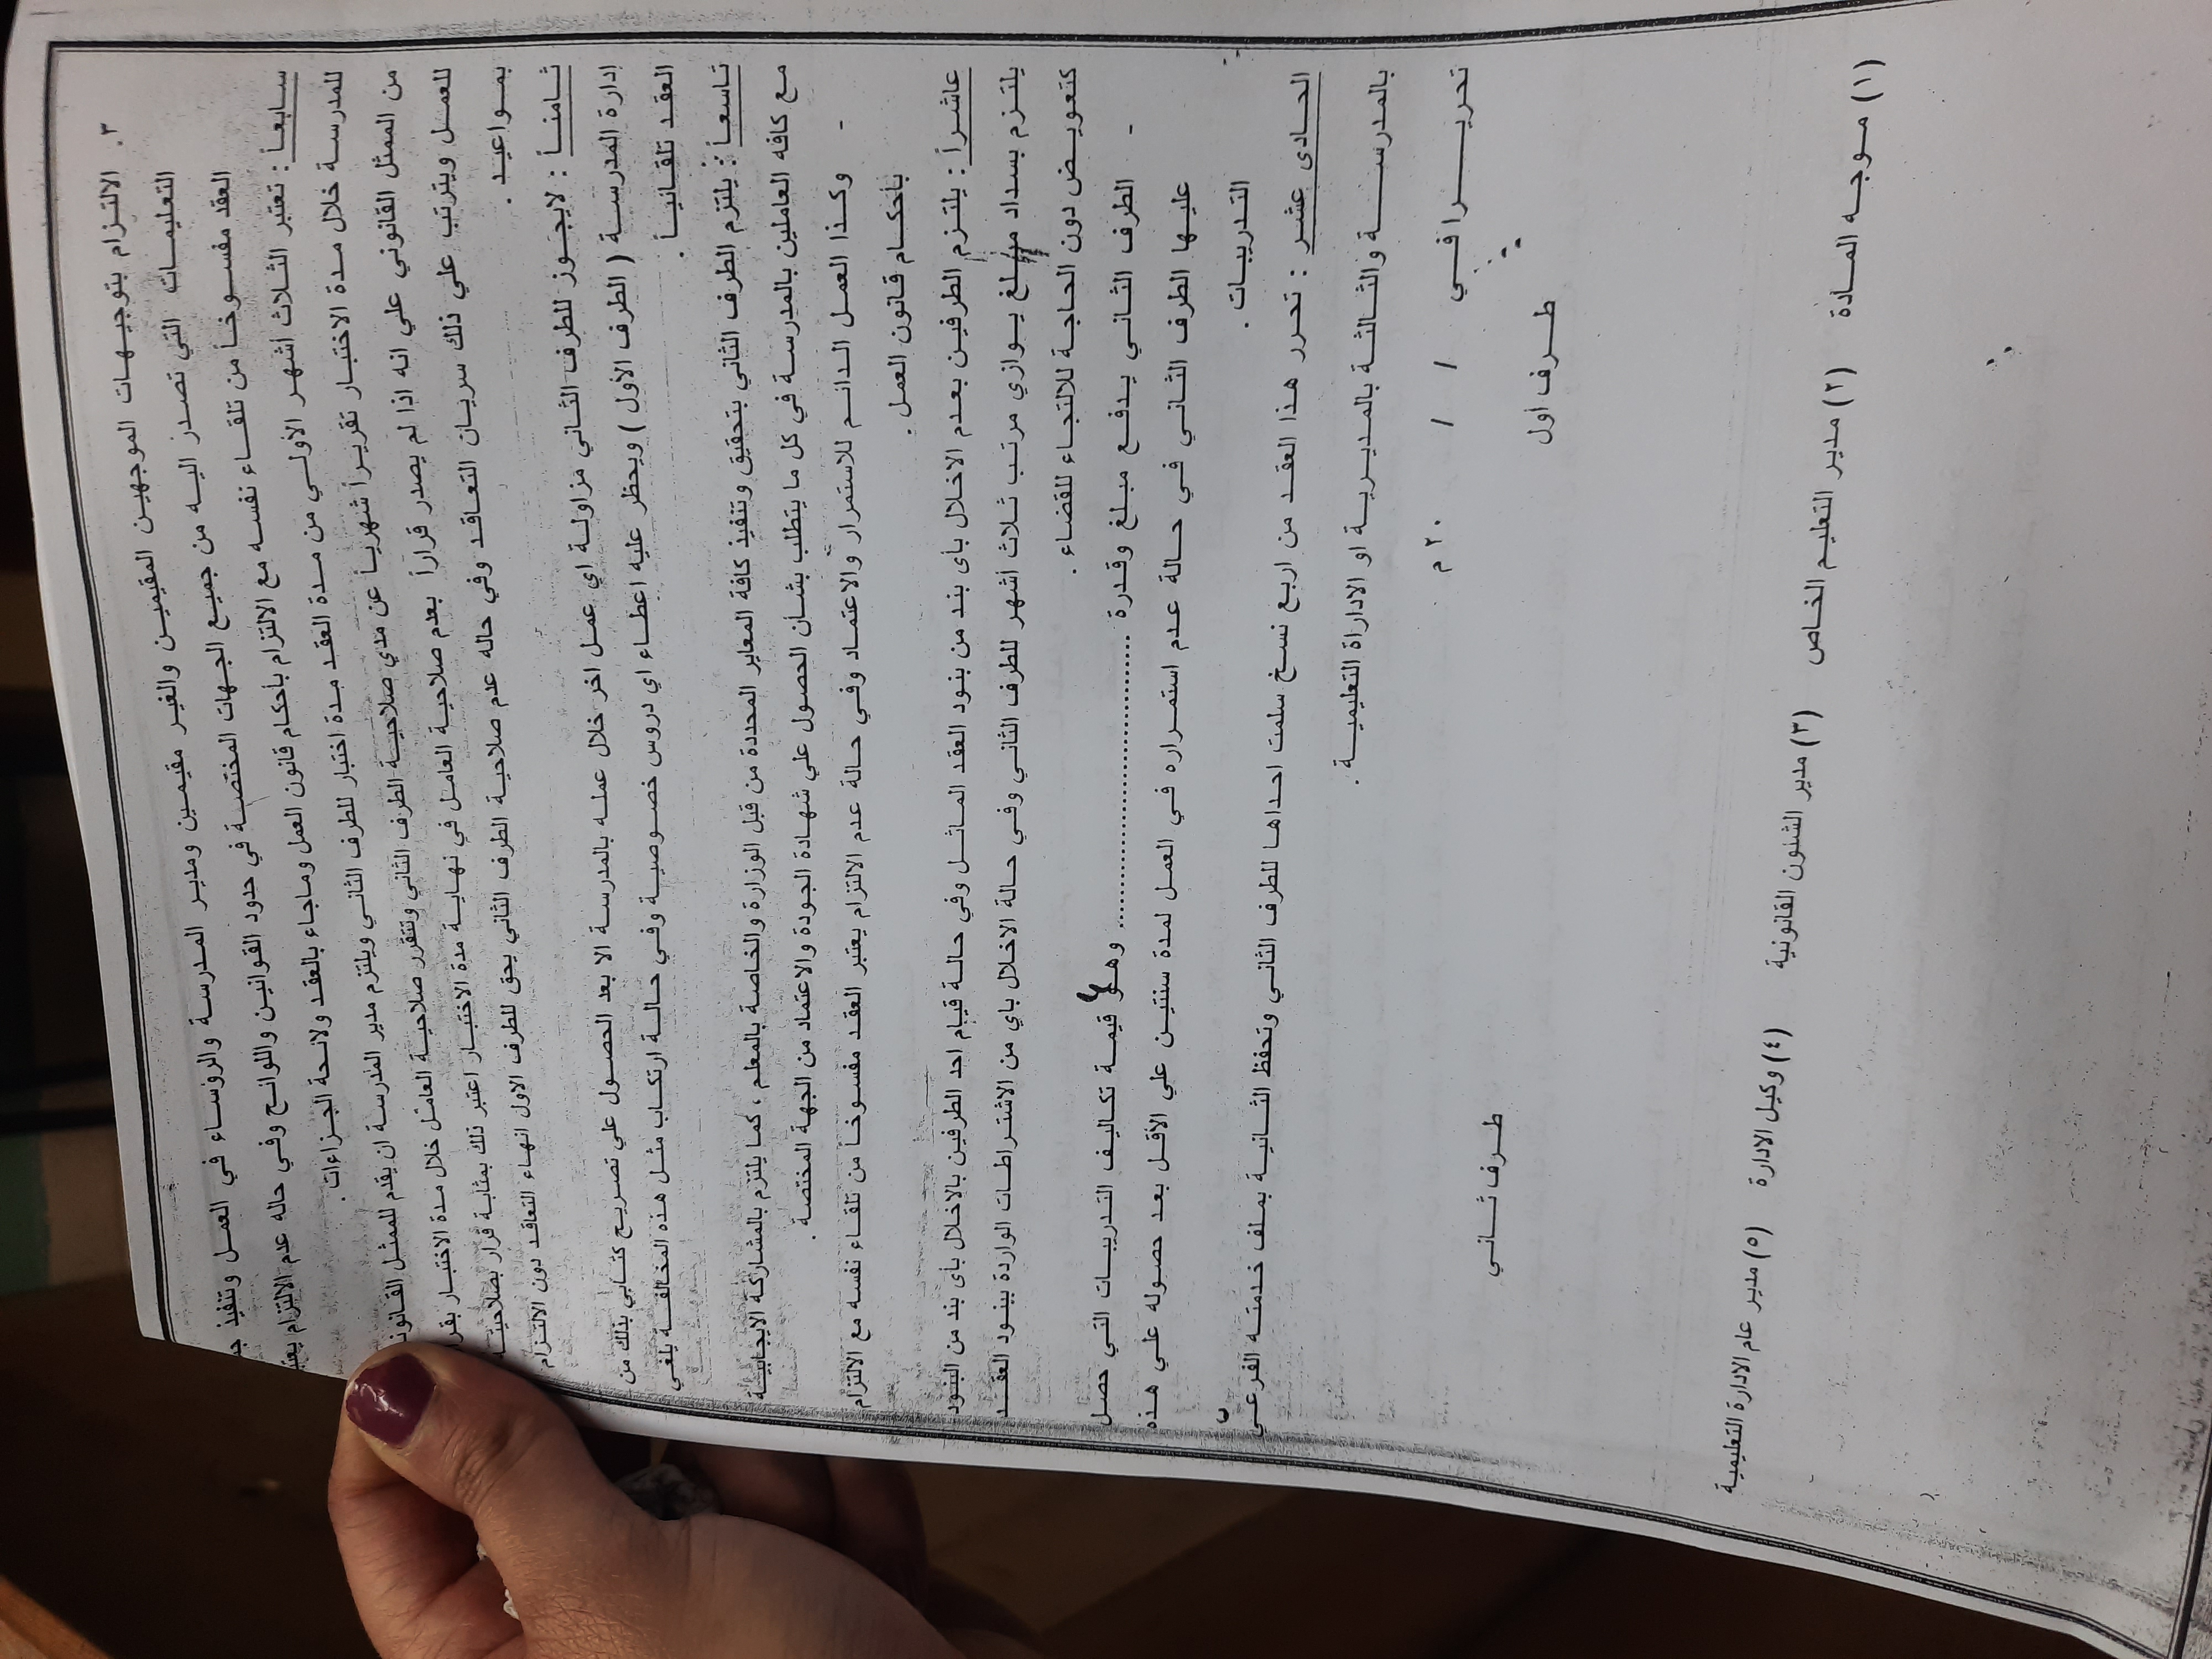 ٣. الالتزام بتوجيهات الموجهين المقيمين والغير مقيمين ومدير المدرسة والرؤساء في العمل وتنفيذ
التعليمات التي تصدر اليه من جميع الجهات المختصة في حدود القوانين واللوائح وفي حاله عدم الالتزام يعتبر
العقد مفسوخاً من تلقاء نفسه مع الالتزام بأحكام قانون العمل وماجاء بالعقد ولائحة الجزاءات .
سابعاً : تعتبر الثلاث أشهر الأولي من مدة العقد مدة اختبار للطرف الثاني ويلتزم مدير المدرسة ان يقدم للممثل القانوني
للمدرسة خلال مدة الاختبار تقريراً شهرياً عن مدي صلاحية الطرف الثاني وتتقرر صلاحية العامل خلال مدة الاختبار بقرار
من الممثل القانوني علي انه اذا لم يصدر قراراً بعدم صلاحية العامل في نهاية مدة الاختبار اعتبر ذلك بمثابة قرار بصلاحيته
للعمل ويترتب علي ذلك سريان التعاقد وفي حاله عدم صلاحية الطرف الثاني يحق للطرف الاول انهاء التعاقد دون الالتزام
بمواعيد .
ثامناً : لايجوز للطرف الثاني مزاولة اي عمل اخر خلال عمله بالمدرسة الا بعد الحصول علي تصريح كتابي بذلك من
إدارة المدرسة ( الطرف الأول ) ويحظر عليه اعطاء اي دروس خصوصية وفي حالة ارتكاب مثل هذه المخالفة يلغي
العقد تلقانياً .
تاسعاً : يلتزم الطرف الثاني بتحقيق وتنفيذ كافة المعاير المحددة من قبل الوزارة والخاصة بالمعلم ، كما يلتزم بالمشاركة الايجابية
مع كافه العاملين بالمدرسة في كل ما يتطلب بشأن الحصول علي شهادة الجودة والاعتماد من الجهة المختصة .
- وكذا العمل الدائم للاستمرار والاعتماد وفي حالة عدم الالتزام يعتبر العقد مفسوخاً من تلقاء نفسه مع الالتزام
بأحكام قانون العمل .
عاشراً : يلتزم الطرفين بعدم الاخلال بأى بند من بنود العقد الماثل وفي حالة قيام احد الطرفين بالاخلال بأى بند من البنود
يلتزم بسداد مبلغ يوازي مرتب ثلاث أشهر للطرف الثاني وفي حالة الاخلال باي من الاشتراطات الواردة ببنود العقد
كتعويض دون الحاجة للالتجاء للقضاء .
- الطرف الثاني يدفع مبلغ وقدرة .................................. وهو قيمة تكاليف التدريبات التي حصل
عليها الطرف الثاني في حالة عدم استمراره في العمل لمدة سنتين علي الأقل بعد حصوله علي هذه
التدريبات .
الحادى عشر : تحرر هذا العقد من اربع نسخ سلمت احداها للطرف الثاني وتحفظ الثانية بملف خدمته الفرعي
بالمدرسة والثالثة بالمديرية او الاداراة التعليمية .
تحريرا في / / ٢٠ م
طرف أول طرف ثاني
(١) موجه المادة (٢) مدير التعليم الخاص (٣) مدير الشئون القانونية (٤) وكيل الادارة (٥) مدير عام الادارة التعليمية